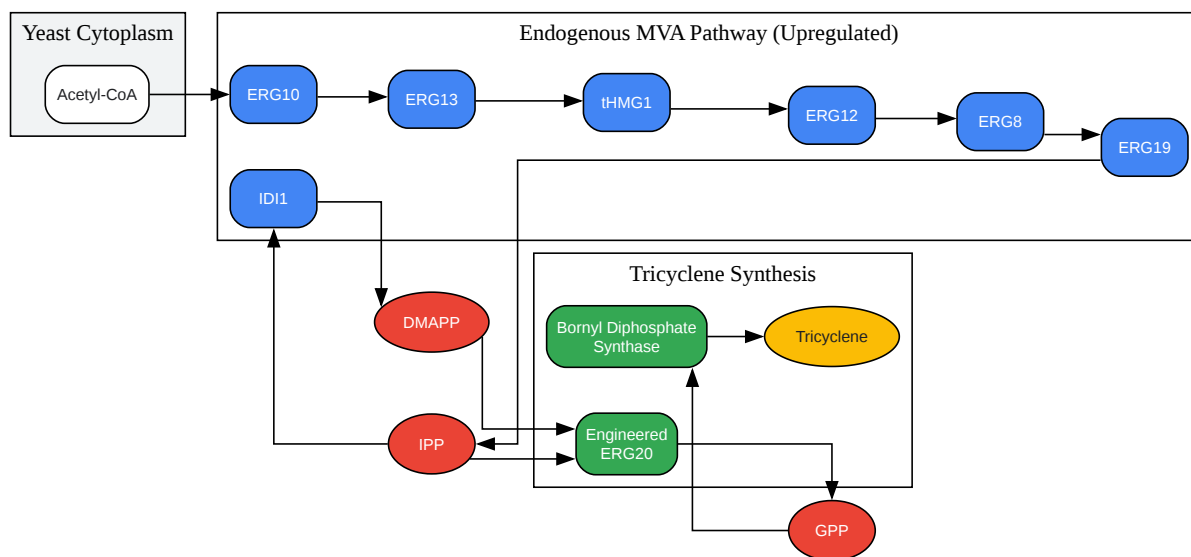 Yeast Cytoplasm
Endogenous MVA Pathway (Upregulated)
Acetyl-CoA
ERG10
ERG13
tHMG1
ERG12
ERG8
ERG19
IDI1
Tricyclene Synthesis
DMAPP
Bornyl Diphosphate
Synthase
Tricyclene
IPP
Engineered
ERG20
GPP